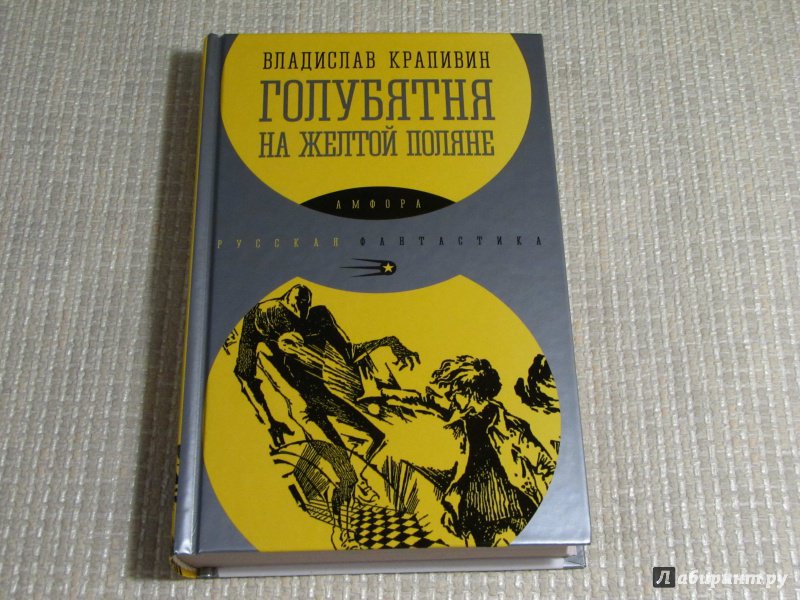 ВЛАДИСЛАВ КРАПИВИН
ГОЛУБЯТНЯ
НА ЖЕЛТОЙ ПОЛЯНЕ
АМФОРА
РУССКАЯ ФАНТАСТИКА
Лабиринт.ру